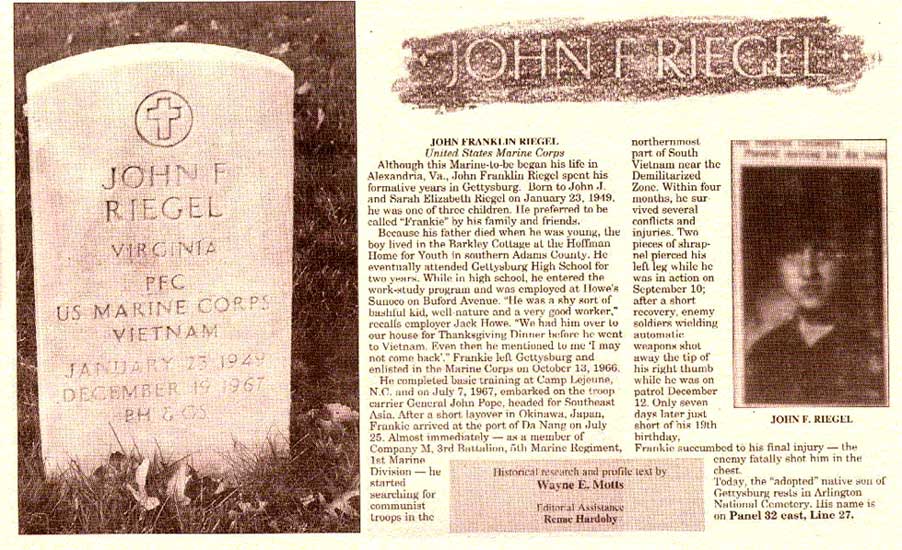 JOHN F
RIEGEL
VIRGINIA
PFC
US MARINE CORPS
VIETNAM
JANUARY 23 1949
DECEMBER 19 1967
PH &
JOHN F RIEGEL
JOHN FRANKLIN RIEGEL
United States Marine Corps
Although this Marine-to-be began his life in
Alexandria, Va., John Franklin Riegel spent his
formative years in Gettysburg. Born to John J.
and Sarah Elizabeth Riegel on January 23, 1949,
he was one of three children. He preferred to be
called "Frankie" by his family and friends.
Because his father died when he was young, the
boy lived in the Barkley Cottage at the Hoffman
Home for Youth in southern Adams County. He
eventually attended Gettysburg High School for
two years. While in high school, he entered the
work-study program and was employed at Howe's
Sunoco on Buford Avenue. "He was a shy sort of
bashful kid, well-nature and a very good worker,"
recalls employer Jack Howe. "We had him over to
our house for Thanksgiving Dinner before he went
to Vietnam. Even then he mentioned to me 'I may
not come back'." Frankie left Gettysburg and
enlisted in the Marine Corps on October 13, 1966.
He completed basic training at Camp Lejeune,
N.C. and on July 7, 1967, embarked on the troop
carrier General John Pope, headed for Southeast
Asia. After a short layover in Okinawa, Japan,
Frankie arrived at the port of Da Nang on July
25. Almost immediately — as a member of
Company M, 3rd Battalion, 5th Marine Regiment,
1st Marine
Division — he
started
searching for
communist
troops in the
northernmost
part of South
Vietnam near the
Demilitarized
Zone. Within four
months, he sur-
vived several
conflicts and
injuries. Two
pieces of shrap-
nel pierced his
left leg while he
was in action on
September 10;
after a short
recovery, enemy
soldiers wielding
automatic
weapons shot
away the tip of
his right thumb
while he was on
patrol December
12. Only seven
days later just
short of his 19th
birthday,
Frankie succumbed to his final injury — the
enemy fatally shot him in the
chest.
Today, the "adopted" native son of
Gettysburg rests in Arlington
National Cemetery. His name is
on Panel 32 east, Line 27.
JOHN F. RIEGEL
Historical research and profile text by
Wayne E. Motts
Editorial Assistance
Renae Hardoby